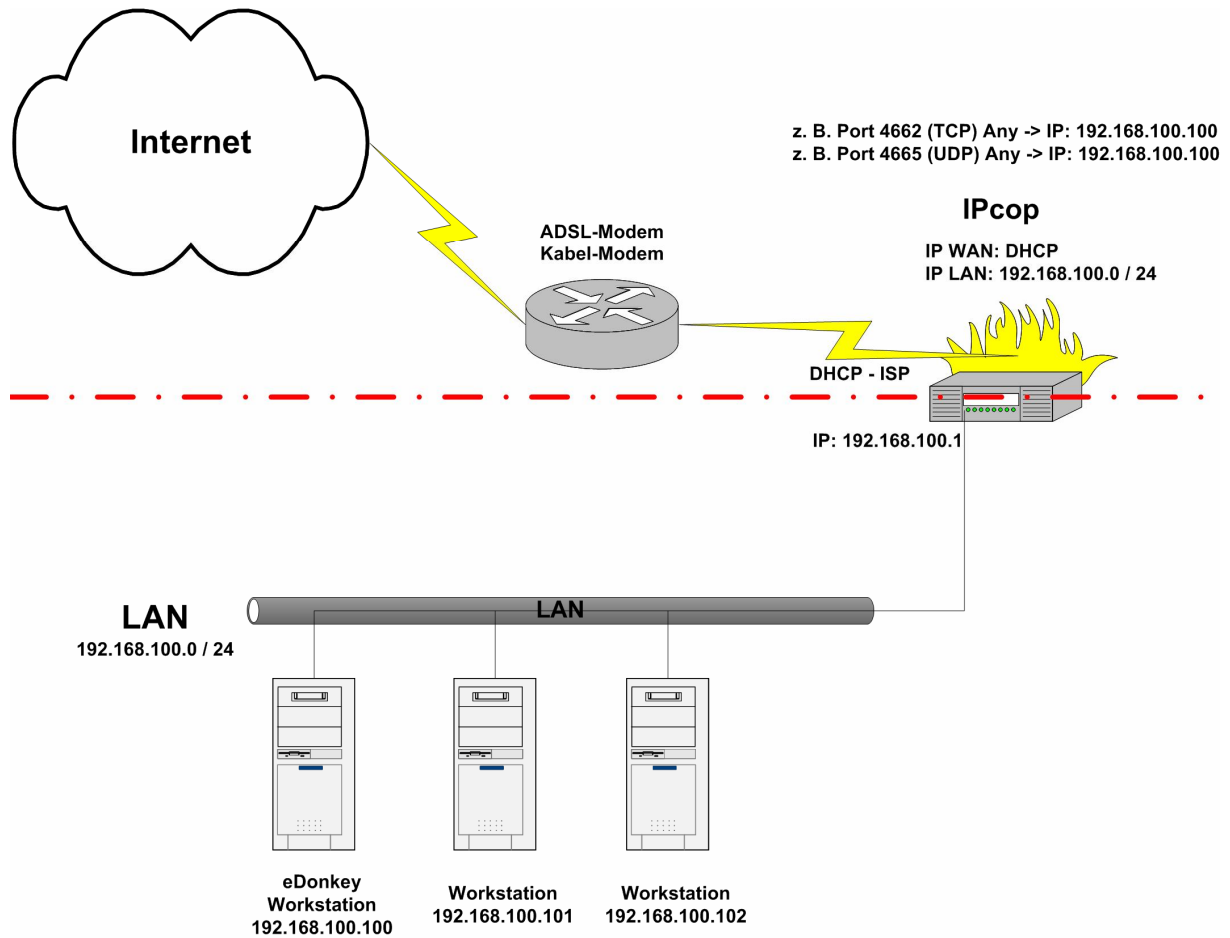 Internet
z. B. Port 4662 (TCP) Any -> IP: 192.168.100.100
z. B. Port 4665 (UDP) Any -> IP: 192.168.100.100
IPcop
IP WAN: DHCP
IP LAN: 192.168.100.0 / 24
ADSL-Modem
Kabel-Modem
DHCP - ISP
IP: 192.168.100.1
LAN
192.168.100.0 / 24
LAN
eDonkey
Workstation
192.168.100.100
Workstation
192.168.100.101
Workstation
192.168.100.102